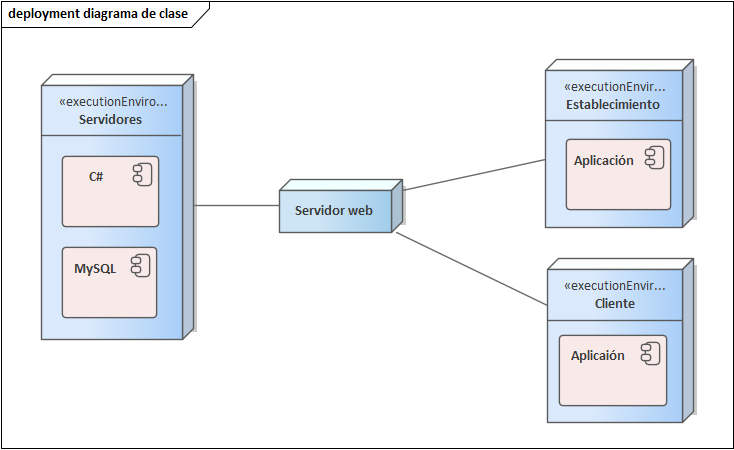 deployment diagrama de clase
«executionEnviro...
Servidores
C#
MySQL
Servidor web
«executionEnvir...
Establecimiento
Aplicación
«executionEnvir...
Cliente
Aplicaión